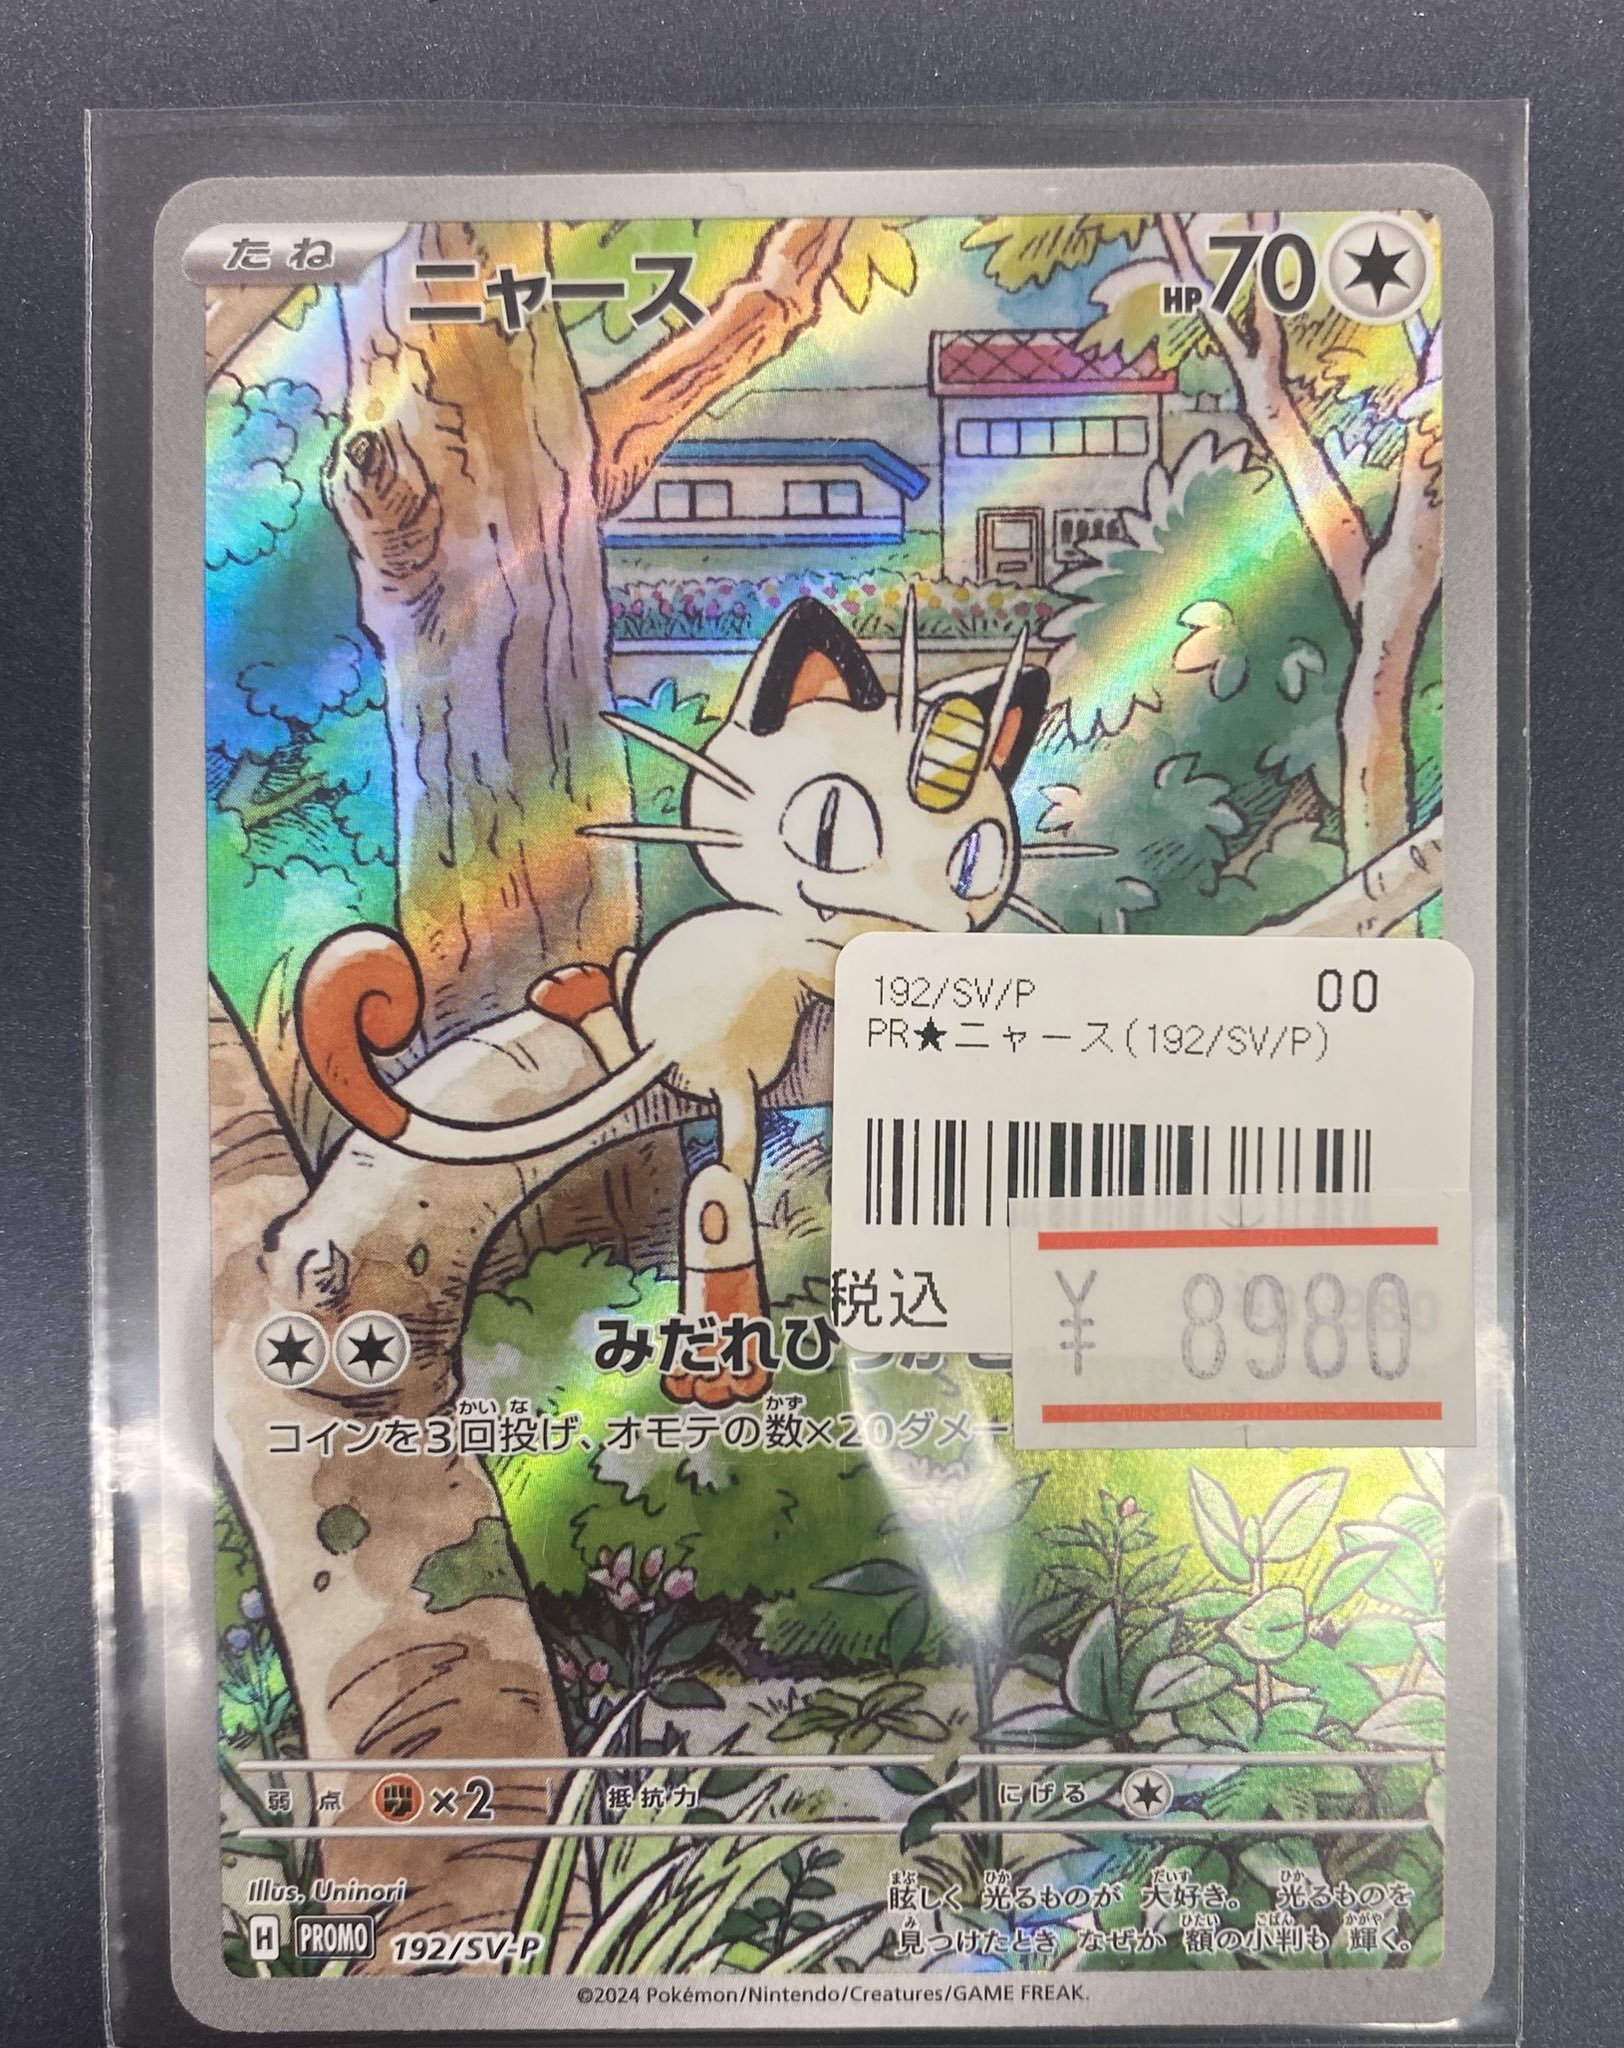 たね
ニャース
HP70
192/SV/P 00
PR★ニャース(192/SV/P)
税込
¥ 8980
みだれひ
コインを3回投げ、オモテの数×20ダメー
弱点 ×2 抵抗力 にげる
Illus. Uninori
眩しく 光るものが 大好き。 光るものを
見つけたとき なぜか 額の小判も 輝く。
H PROMO 192/SV-P
©2024 Pokémon/Nintendo/Creatures/GAME FREAK.